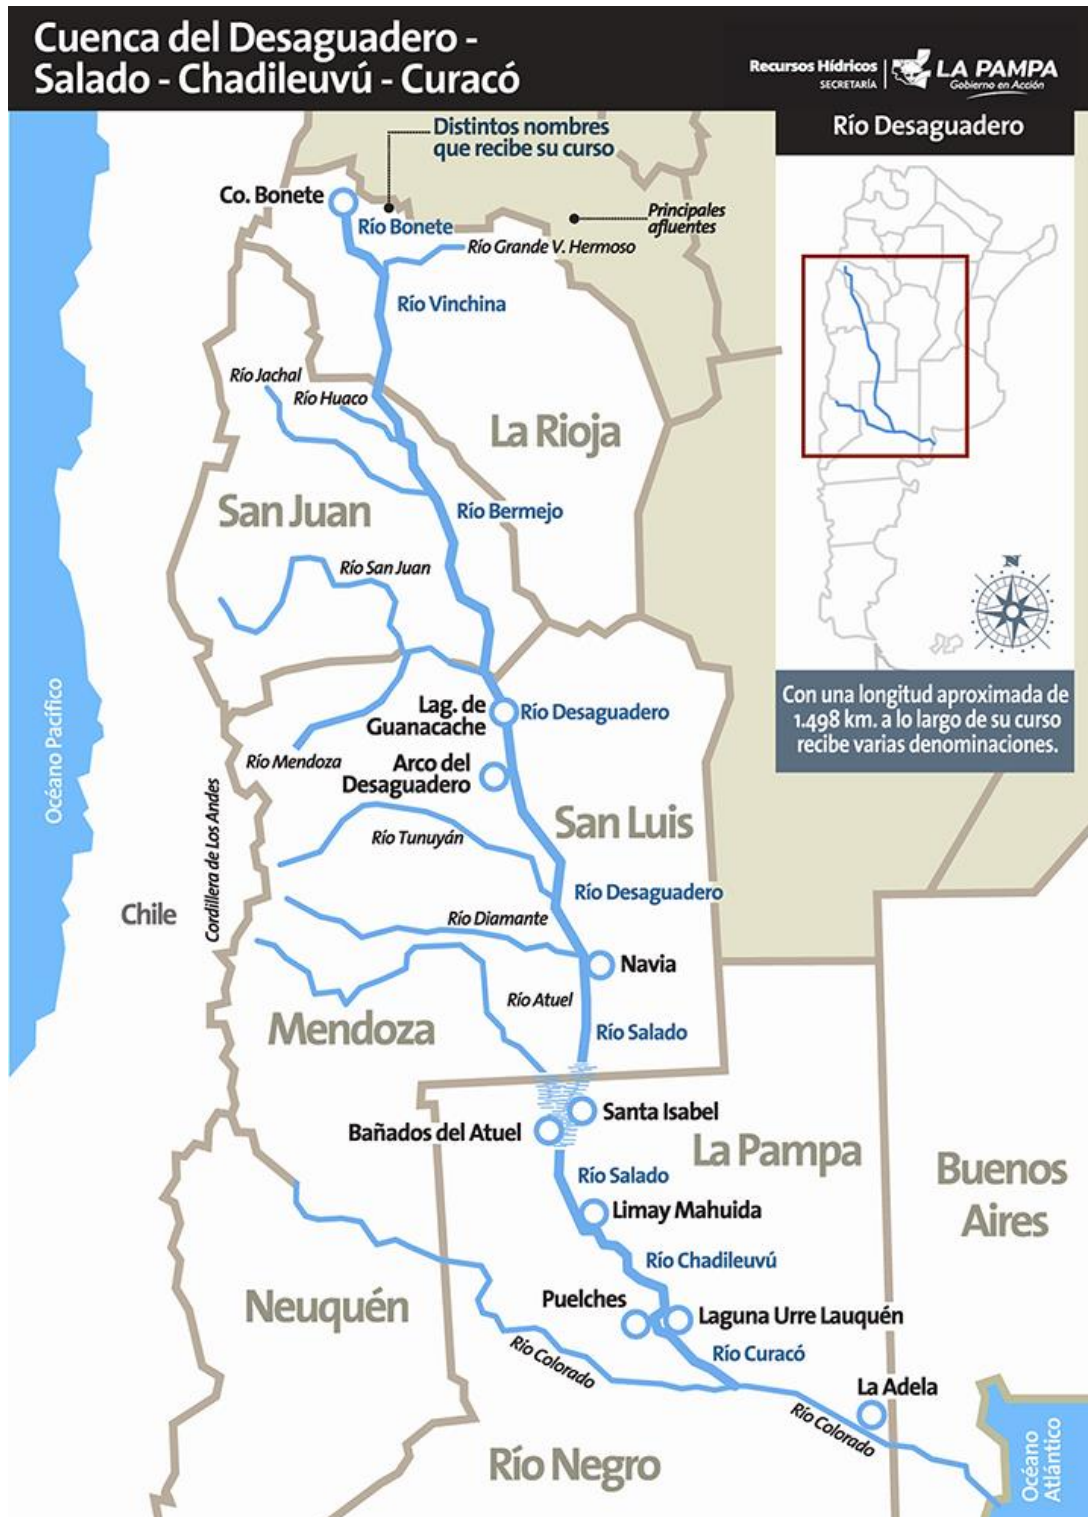 Cuenca del Desaguadero -
Salado - Chadileuvú - Curacó
Recursos Hídricos
SECRETARÍA
LA PAMPA
Gobierno en Acción
Río Desaguadero
Distintos nombres
que recibe su curso
Co. Bonete
Río Bonete
Principales
afluentes
Río Grande V. Hermoso
Río Vinchina
Río Jachal
Río Huaco
La Rioja
San Juan
Río Bermejo
Río San Juan
N
Océano Pacífico
Lag. de
Guanacache
Río Desaguadero
Con una longitud aproximada de
1.498 km. a lo largo de su curso
recibe varias denominaciones.
Río Mendoza
Arco del
Desaguadero
Cordillera de Los Andes
Río Tunuyán
San Luis
Río Desaguadero
Chile
Río Diamante
Navia
Río Atuel
Mendoza
Río Salado
Santa Isabel
Bañados del Atuel
La Pampa
Río Salado
Buenos
Aires
Limay Mahuida
Río Chadileuvú
Neuquén
Puelches
Laguna Urre Lauquén
Río Curacó
Río Colorado
La Adela
Río Colorado
Río Negro
Océano
Atlántico